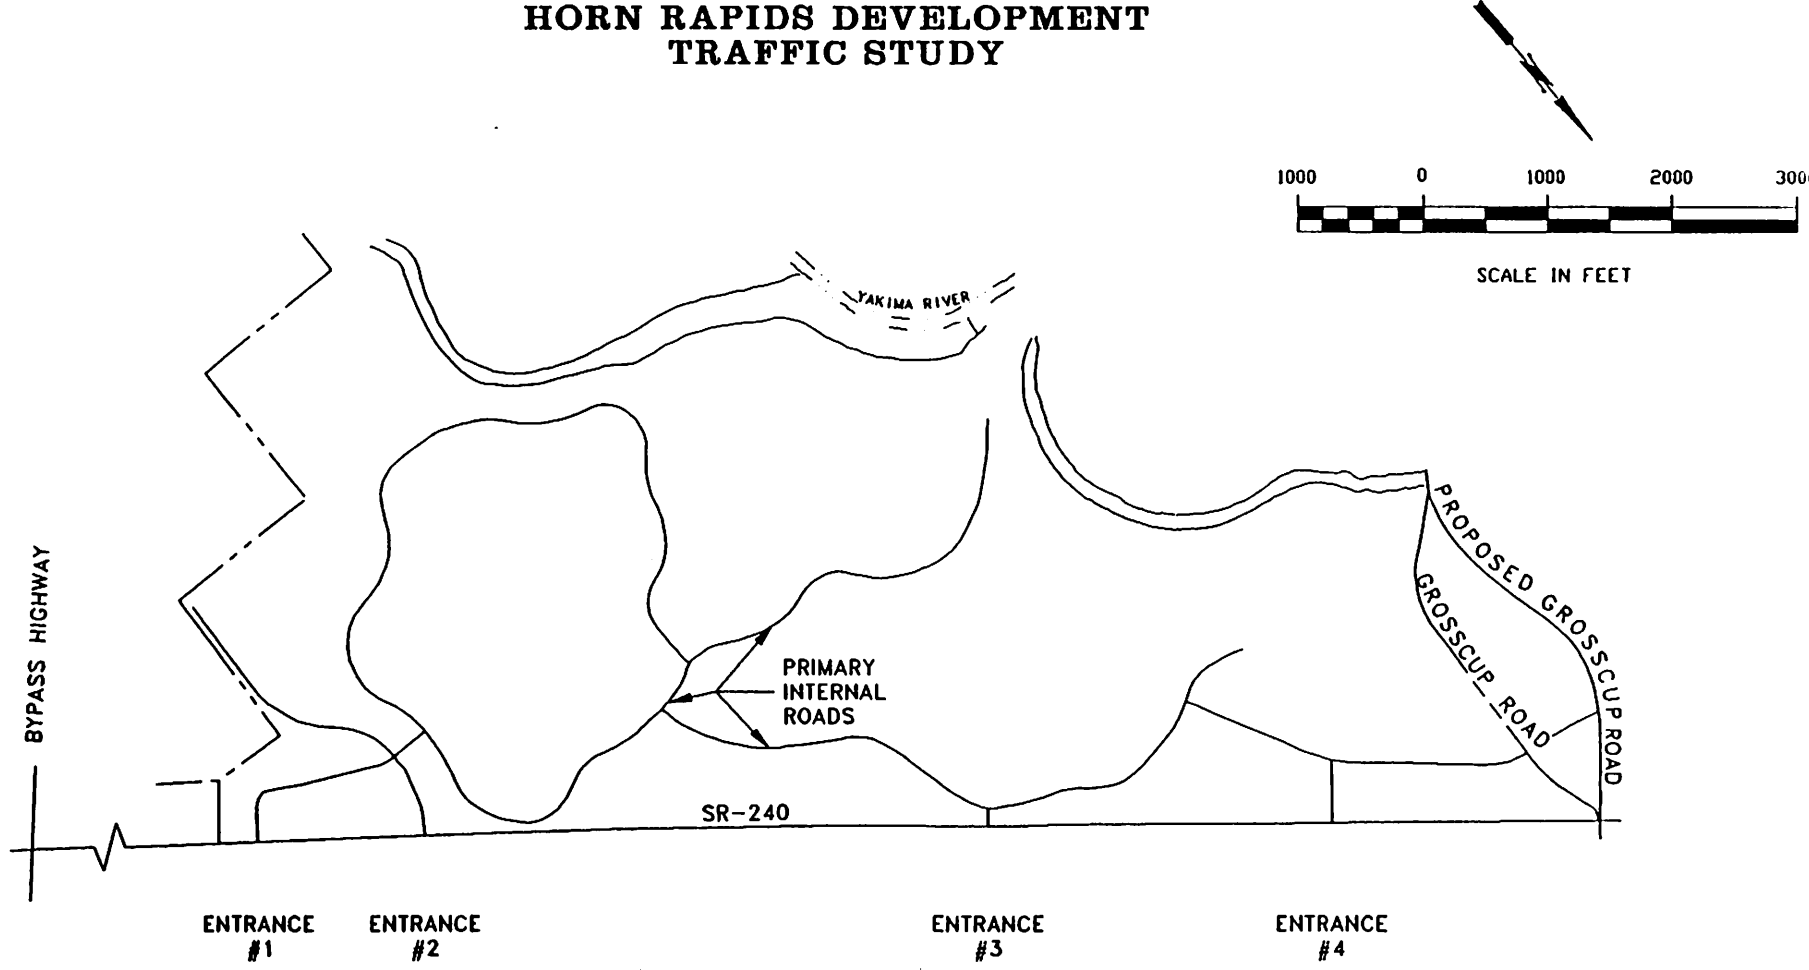 HORN RAPIDS DEVELOPMENT
TRAFFIC STUDY
N
1000 0 1000 2000
SCALE IN FEET
YAKIMA RIVER
PROPOSED GROSSCUP ROAD
GROSSCUP ROAD
BYPASS HIGHWAY
PRIMARY
INTERNAL
ROADS
SR-240
ENTRANCE
#1
ENTRANCE
#2
ENTRANCE
#3
ENTRANCE
#4